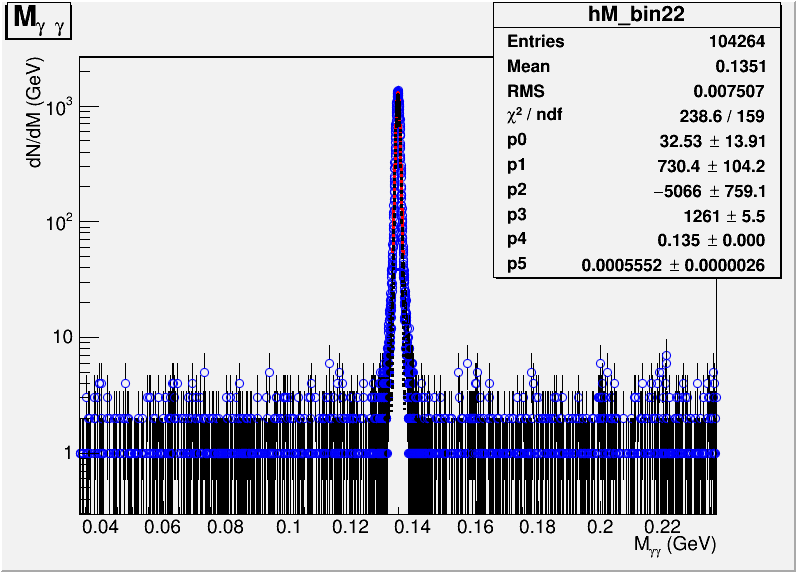 M γ γ
hM_bin22
Entries 104264
Mean 0.1351
RMS 0.007507
χ² / ndf 238.6 / 159
p0 32.53 ± 13.91
p1 730.4 ± 104.2
p2 −5066 ± 759.1
p3 1261 ± 5.5
p4 0.135 ± 0.000
p5 0.0005552 ± 0.0000026
dN/dM (GeV)
10³
10²
10
1
0.04 0.06 0.08 0.1 0.12 0.14 0.16 0.18 0.2 0.22
Mγγ (GeV)